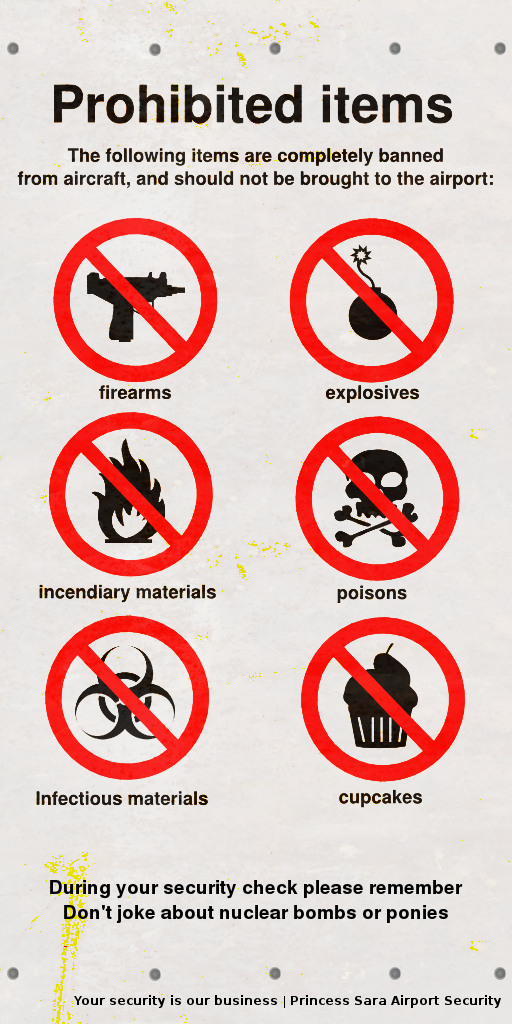 Prohibited items
The following items are completely banned
from aircraft, and should not be brought to the airport:
firearms
explosives
incendiary materials
poisons
Infectious materials
cupcakes
During your security check please remember
Don't joke about nuclear bombs or ponies
Your security is our business | Princess Sara Airport Security